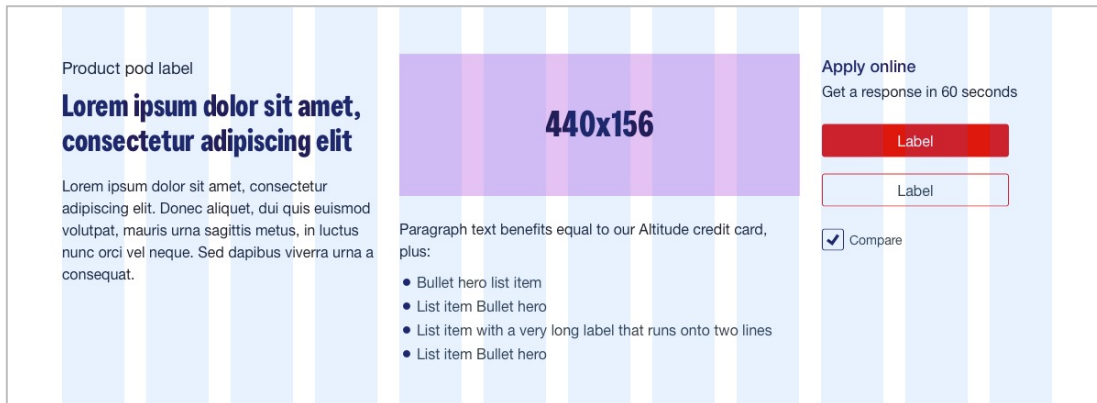 Product pod label
Lorem ipsum dolor sit amet,
consectetur adipiscing elit
Lorem ipsum dolor sit amet, consectetur
adipiscing elit. Donec aliquet, dui quis euismod
volutpat, mauris urna sagittis metus, in luctus
nunc orci vel neque. Sed dapibus viverra urna a
consequat.
440x156
Paragraph text benefits equal to our Altitude credit card,
plus:
Bullet hero list item
List item Bullet hero
List item with a very long label that runs onto two lines
List item Bullet hero
Apply online
Get a response in 60 seconds
Label
Label
Compare